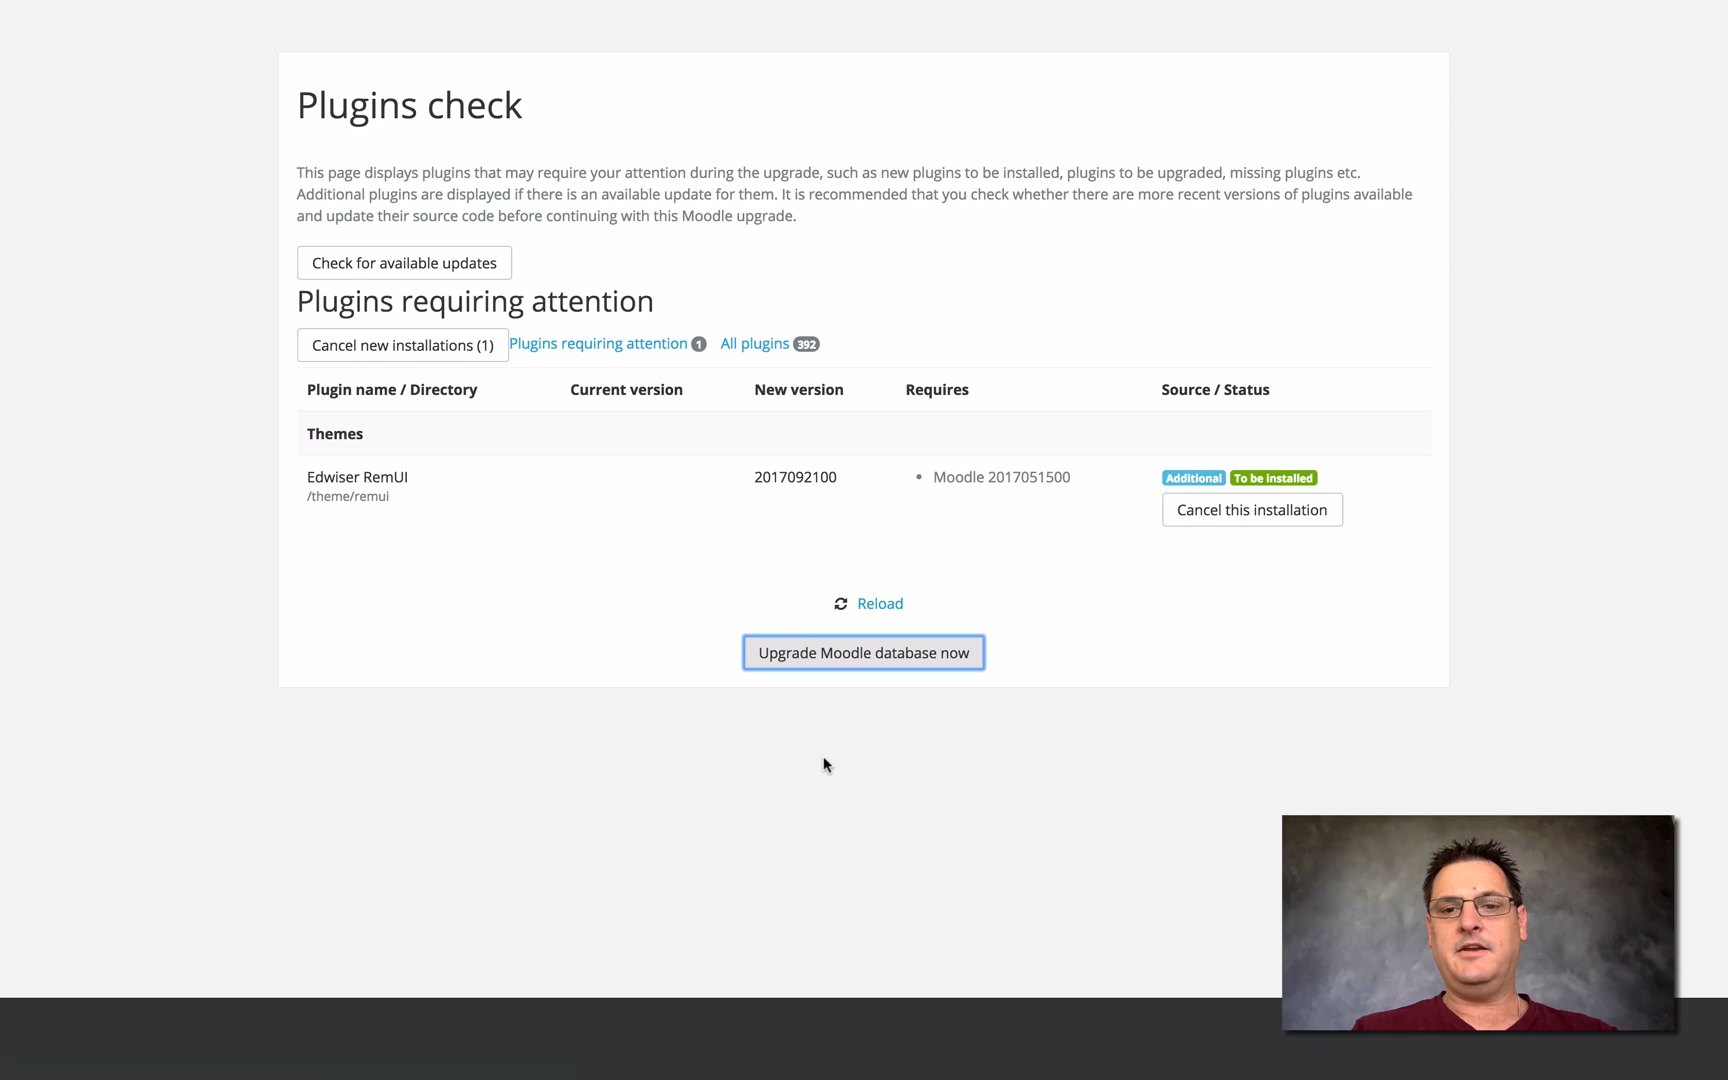 Plugins check
This page displays plugins that may require your attention during the upgrade, such as new plugins to be installed, plugins to be upgraded, missing plugins etc.
Additional plugins are displayed if there is an available update for them. It is recommended that you check whether there are more recent versions of plugins available
and update their source code before continuing with this Moodle upgrade.
Check for available updates
Plugins requiring attention
Cancel new installations (1) Plugins requiring attention 1 All plugins 392
Plugin name / Directory Current version New version Requires Source / Status
Themes
Edwiser RemUI 2017092100 • Moodle 2017051500 Additional To be installed
/theme/remui
Cancel this installation
Reload
Upgrade Moodle database now